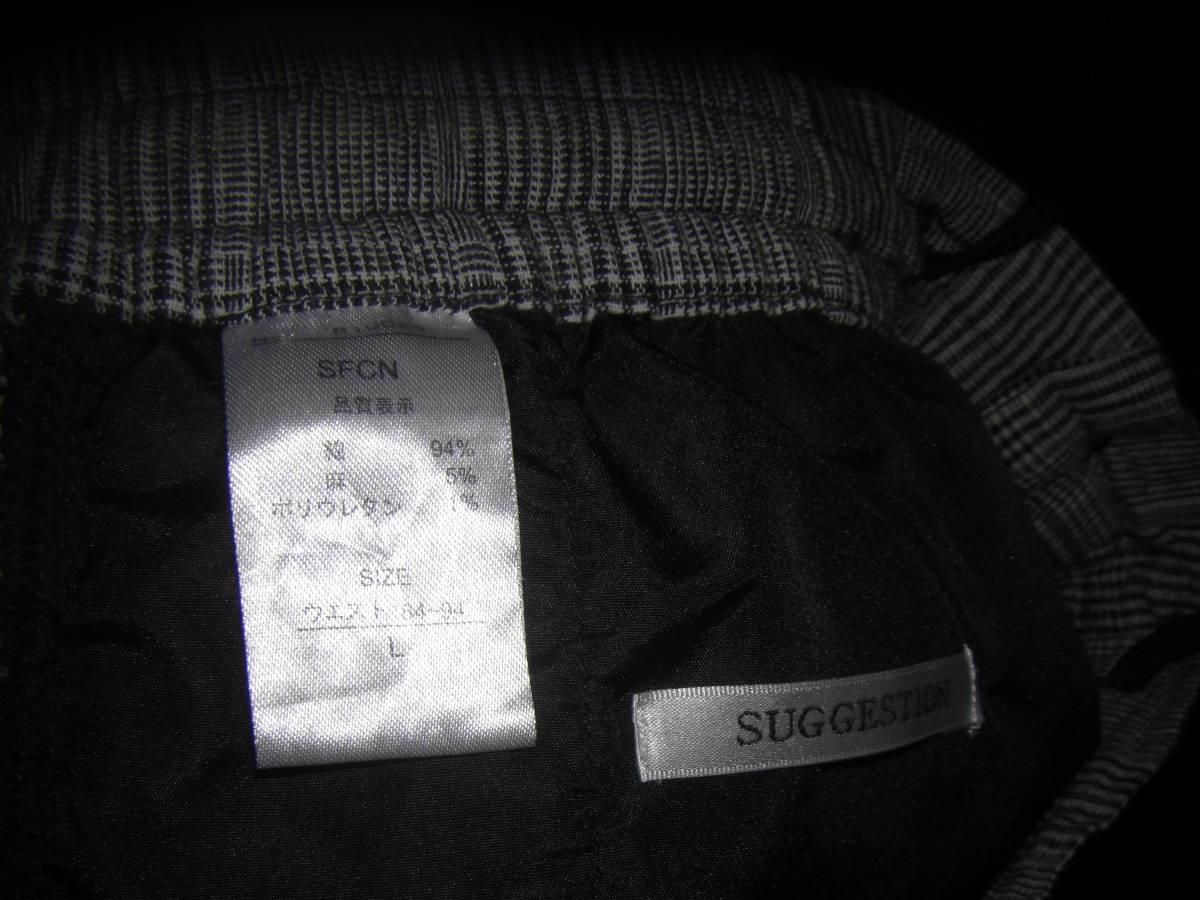 SFCN
品質表示
綿 94%
麻 5%
ポリウレタン 1%
SIZE
ウエスト 84~94
L
SUGGESTION